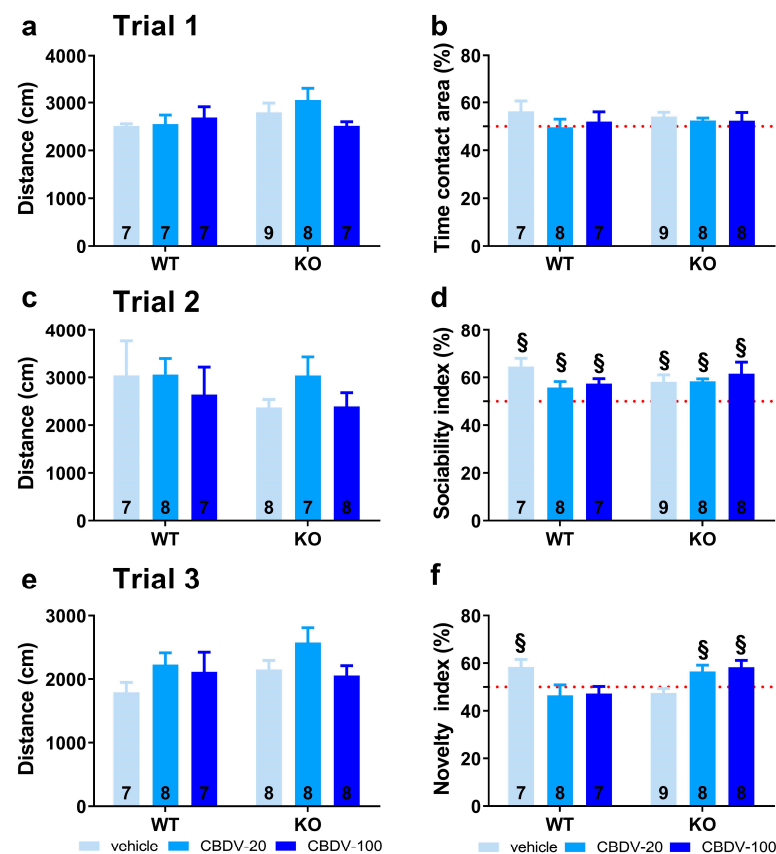 a Trial 1
Distance (cm)
4000
3000
2000
1000
0
7 7 7 9 8 7
WT KO
b
Time contact area (%)
80
60
40
20
0
7 8 7 9 8 8
WT KO
c Trial 2
Distance (cm)
4000
3000
2000
1000
0
7 8 7 8 7 8
WT KO
d
Sociability index (%)
80
60
40
20
0
§ § § § § §
7 8 7 9 8 8
WT KO
e Trial 3
Distance (cm)
3000
2000
1000
0
7 8 7 8 8 8
WT KO
vehicle CBDV-20 CBDV-100
f
Novelty index (%)
80
60
40
20
0
§ § §
7 8 7 9 8 8
WT KO
vehicle CBDV-20 CBDV-100